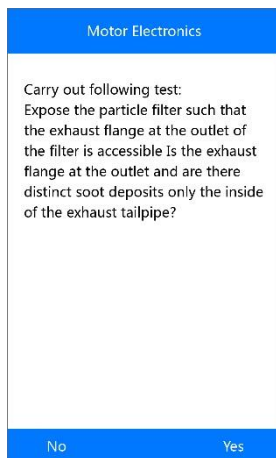 Motor Electronics
Carry out following test:
Expose the particle filter such that
the exhaust flange at the outlet of
the filter is accessible Is the exhaust
flange at the outlet and are there
distinct soot deposits only the inside
of the exhaust tailpipe?
No Yes